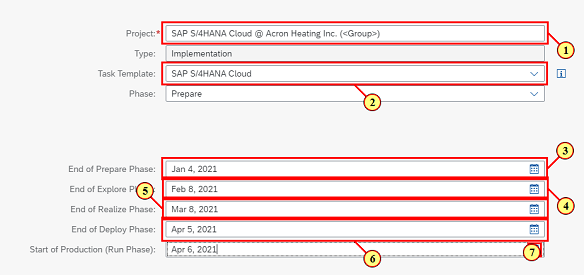 Project:* SAP S/4HANA Cloud @ Acron Heating Inc. (<Group>)
1
Type: Implementation
Task Template: SAP S/4HANA Cloud
2
Phase: Prepare
3
End of Prepare Phase: Jan 4, 2021
End of Explore Ph e: Feb 8, 2021
5
4
End of Realize Phase: Mar 8, 2021
End of Deploy Phase: Apr 5, 2021
Start of Production (Run Phase): Apr 6, 2021
7
6